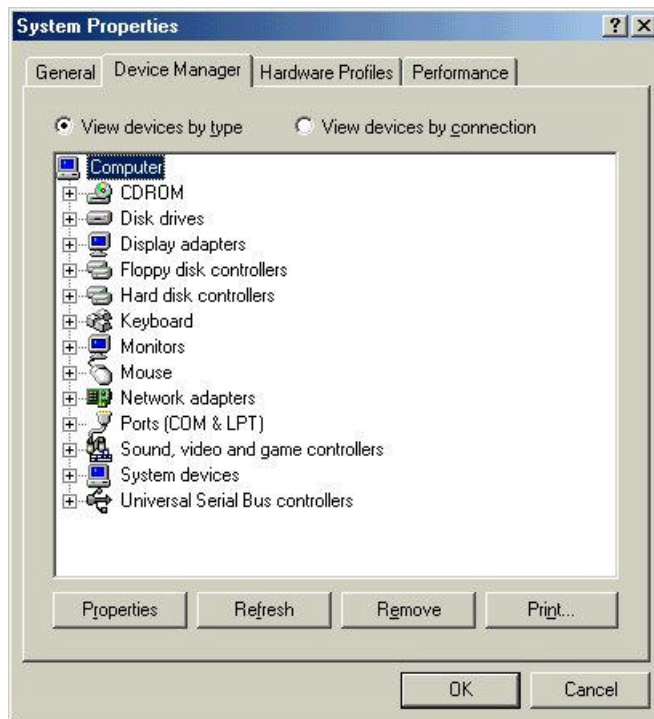 System Properties
General Device Manager Hardware Profiles Performance
View devices by type View devices by connection
Computer
CDROM
Disk drives
Display adapters
Floppy disk controllers
Hard disk controllers
Keyboard
Monitors
Mouse
Network adapters
Ports (COM & LPT)
Sound, video and game controllers
System devices
Universal Serial Bus controllers
Properties Refresh Remove Print...
OK Cancel